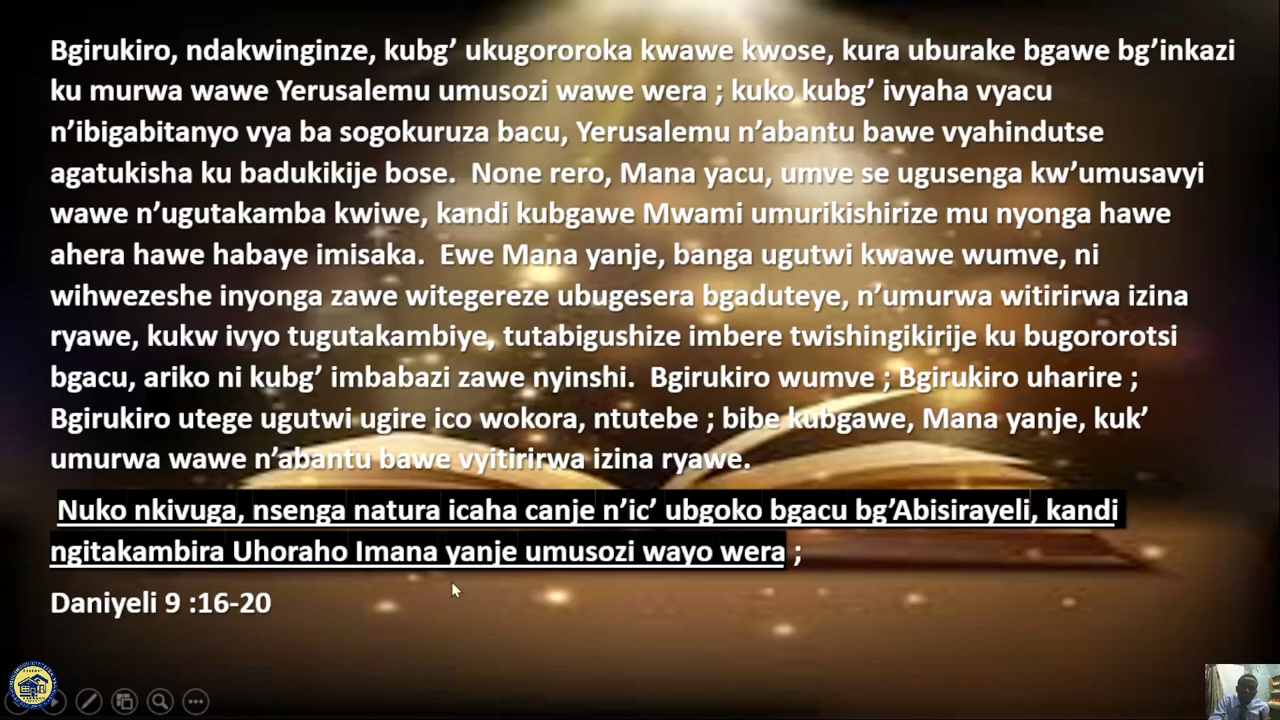 Bgirukiro, ndakwinginze, kubg’ ukugororoka kwawe kwose, kura uburake bgawe bg’inkazi
ku murwa wawe Yerusalemu umusozi wawe wera ; kuko kubg’ ivyaha vyacu
n’ibigabitanyo vya ba sogokuruza bacu, Yerusalemu n’abantu bawe vyahindutse
agatukisha ku badukikije bose.  None rero, Mana yacu, umve se ugusenga kw’umusavyi
wawe n’ugutakamba kwiwe, kandi kubgawe Mwami umurikishirize mu nyonga hawe
ahera hawe habaye imisaka.  Ewe Mana yanje, banga ugutwi kwawe wumve, ni
wihwezeshe inyonga zawe witegereze ubugesera bgaduteye, n’umurwa witirirwa izina
ryawe, kukw ivyo tugutakambiye, tutabigushize imbere twishingikirije ku bugororotsi
bgacu, ariko ni kubg’ imbabazi zawe nyinshi.  Bgirukiro wumve ; Bgirukiro uharire ;
Bgirukiro utege ugutwi ugire ico wokora, ntutebe ; bibe kubgawe, Mana yanje, kuk’
umurwa wawe n’abantu bawe vyitirirwa izina ryawe.
Nuko nkivuga, nsenga natura icaha canje n’ic’ ubgoko bgacu bg’Abisirayeli, kandi
ngitakambira Uhoraho Imana yanje umusozi wayo wera ;
Daniyeli 9 :16-20